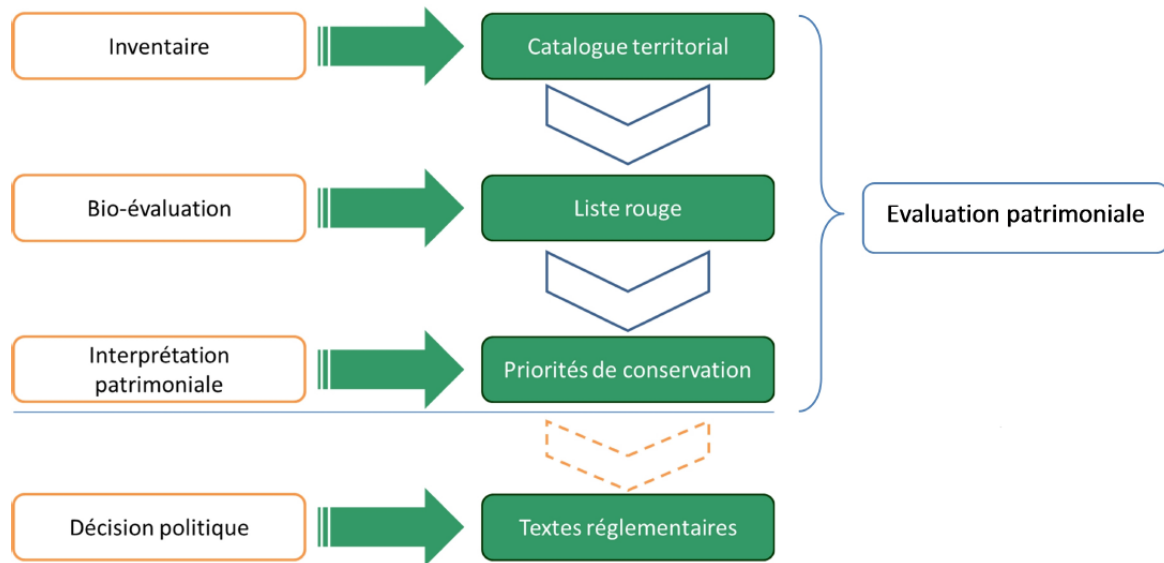 Inventaire
Catalogue territorial
Bio-évaluation
Liste rouge
Evaluation patrimoniale
Interprétation
patrimoniale
Priorités de conservation
Décision politique
Textes réglementaires